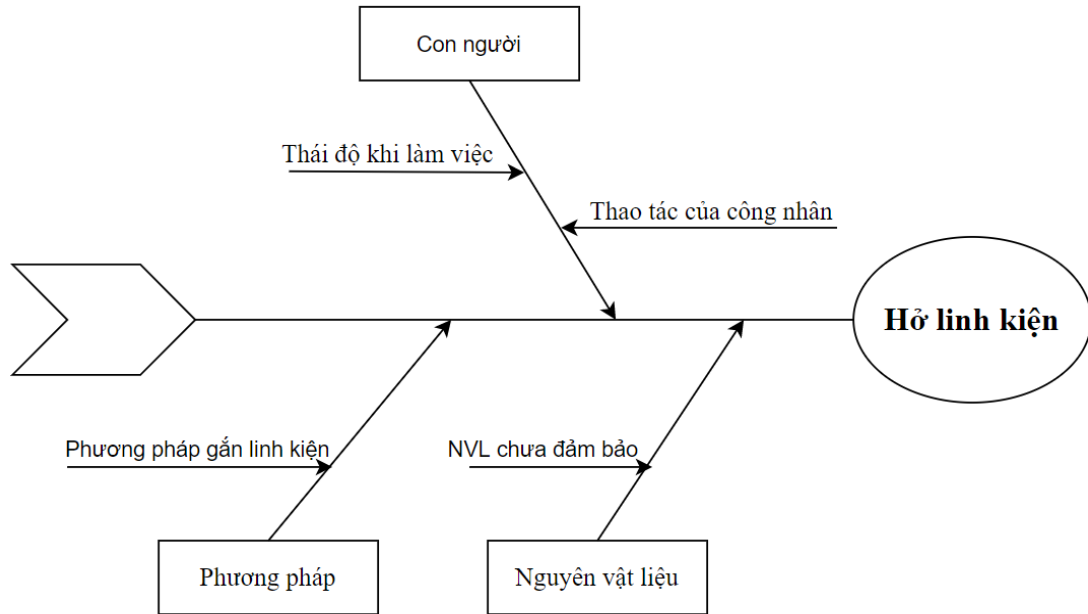 Con người
Thái độ khi làm việc
Thao tác của công nhân
Hở linh kiện
Phương pháp gắn linh kiện
NVL chưa đảm bảo
Phương pháp
Nguyên vật liệu